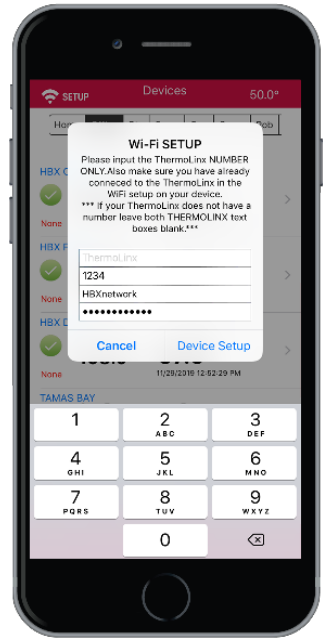 SETUP
Devices
50.0°
Wi-Fi SETUP
Please input the ThermoLinx NUMBER
ONLY.Also make sure you have already
conneced to the ThermoLinx in the
WiFi setup on your device.
*** If your ThermoLinx does not have a
number leave both THERMOLINX text
boxes blank.***
ThermoLinx
1234
HBXnetwork
••••••••••••
Cancel
Device Setup
HBX
None
HBX
None
HBX
None
11/29/2019 12:52:29 PM
TAMAS BAY
1
2
ABC
3
DEF
4
GHI
5
JKL
6
MNO
7
PQRS
8
TUV
9
WXYZ
0